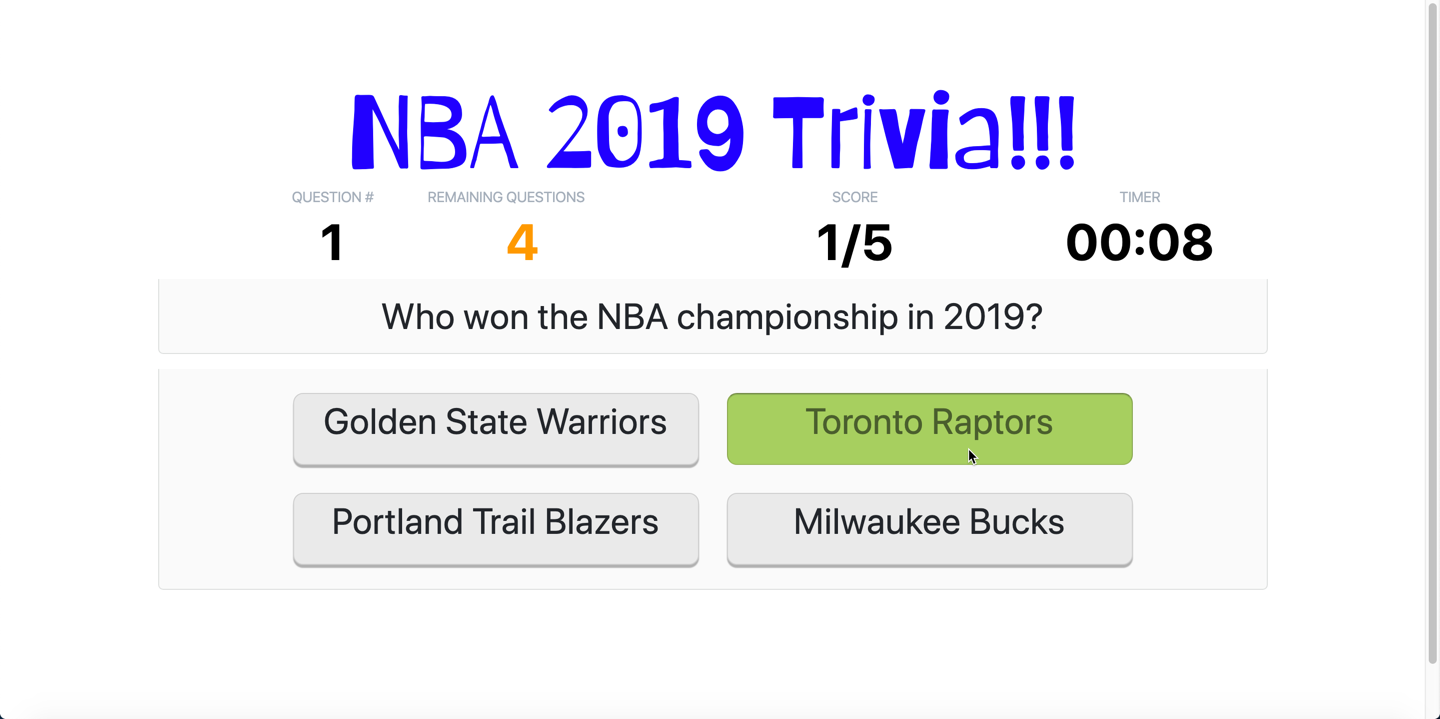 NBA 2019 Trivia!!!
QUESTION # REMAINING QUESTIONS SCORE TIMER
1 4 1/5 00:08
Who won the NBA championship in 2019?
Golden State Warriors Toronto Raptors
Portland Trail Blazers Milwaukee Bucks